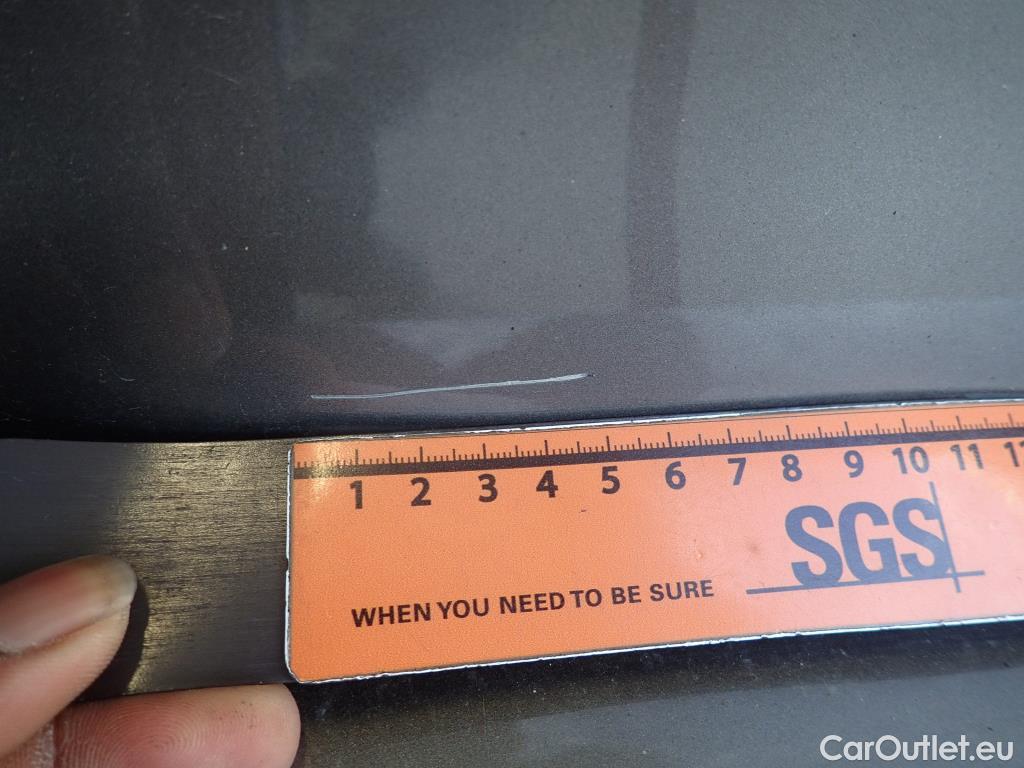 1 2 3 4 5 6 7 8 9 10 11
SGS
WHEN YOU NEED TO BE SURE
CarOutlet.eu